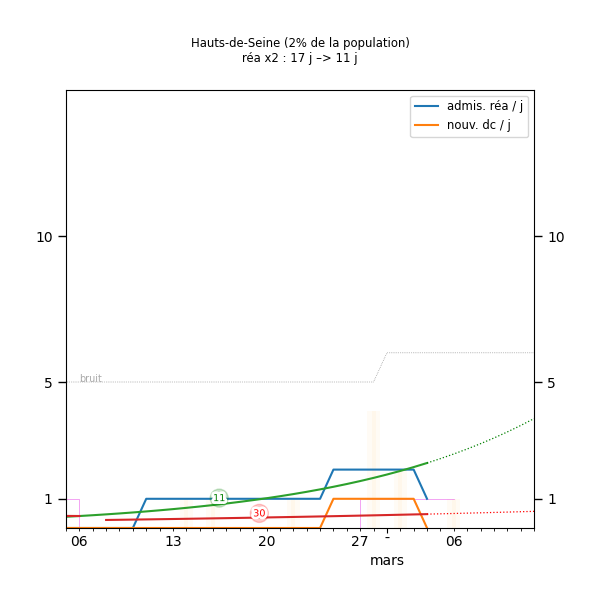 Hauts-de-Seine (2% de la population)
réa x2 : 17 j –> 11 j
admis. réa / j
nouv. dc / j
10
10
bruit
5
5
11
1
1
30
06
13
20
27
-
06
mars